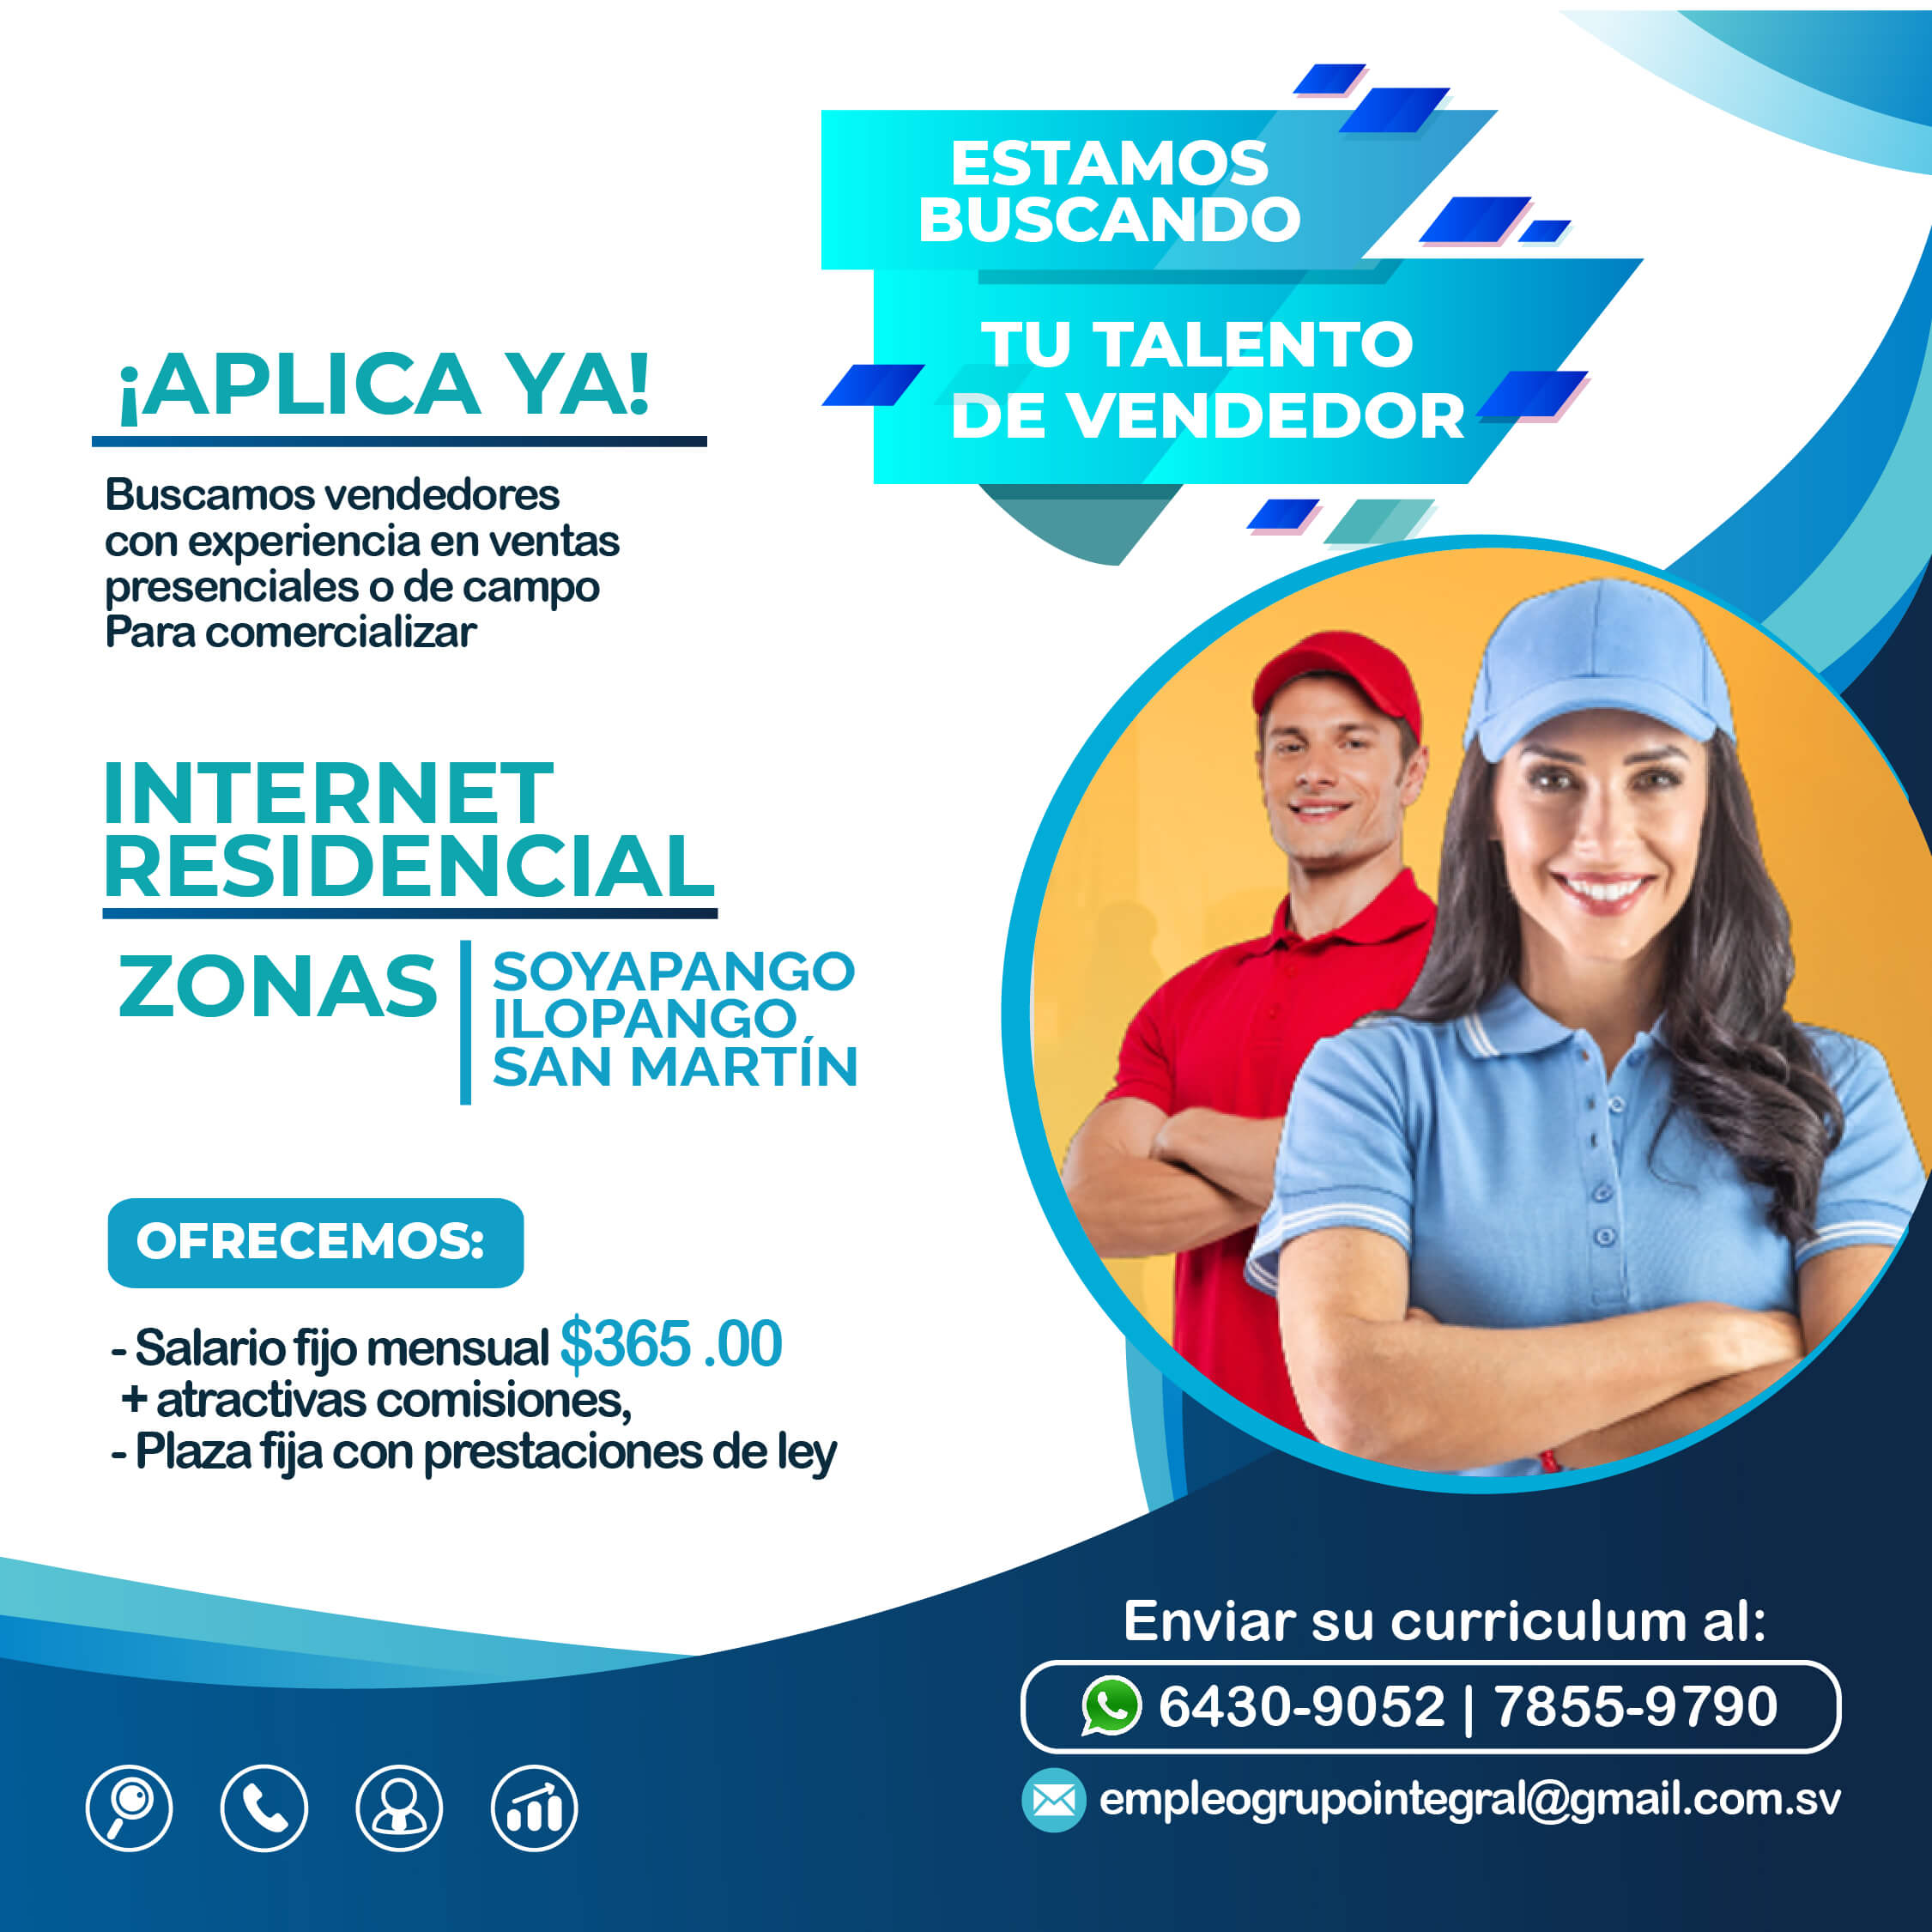 ESTAMOS
BUSCANDO
TU TALENTO
DE VENDEDOR
¡APLICA YA!
Buscamos vendedores
con experiencia en ventas
presenciales o de campo
Para comercializar
INTERNET
RESIDENCIAL
ZONAS
SOYAPANGO
ILOPANGO
SAN MARTÍN
OFRECEMOS:
- Salario fijo mensual $365 .00
+ atractivas comisiones,
- Plaza fija con prestaciones de ley
Enviar su curriculum al:
6430-9052 | 7855-9790
empleogrupointegral@gmail.com.sv